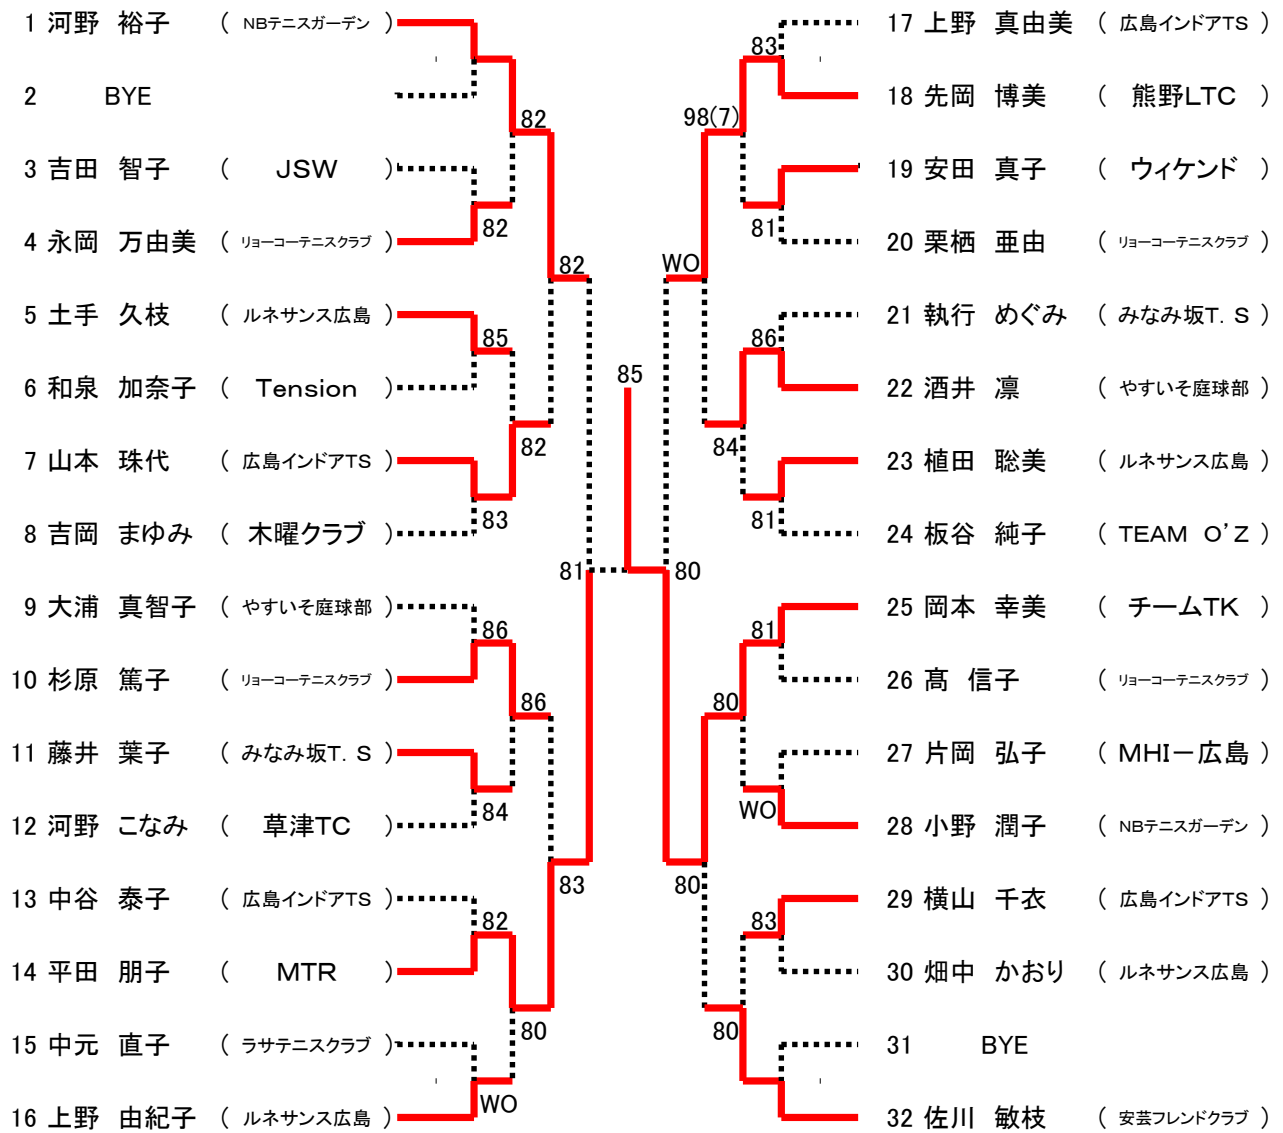 1 河野 裕子 ( NBテニスガーデン )
2 BYE
3 吉田 智子 ( JSW )
4 永岡 万由美 ( リョーコーテニスクラブ )
5 土手 久枝 ( ルネサンス広島 )
6 和泉 加奈子 ( Tension )
7 山本 珠代 ( 広島インドアTS )
8 吉岡 まゆみ ( 木曜クラブ )
9 大浦 真智子 ( やすいそ庭球部 )
10 杉原 篤子 ( リョーコーテニスクラブ )
11 藤井 葉子 ( みなみ坂T. S )
12 河野 こなみ ( 草津TC )
13 中谷 泰子 ( 広島インドアTS )
14 平田 朋子 ( MTR )
15 中元 直子 ( ラサテニスクラブ )
16 上野 由紀子 ( ルネサンス広島 )
82
85
83
86
84
82
WO
82
82
86
80
82
83
81
85
80
WO
80
98(7)
84
80
80
83
81
86
81
81
WO
83
17 上野 真由美 ( 広島インドアTS )
18 先岡 博美 ( 熊野LTC )
19 安田 真子 ( ウィケンド )
20 栗栖 亜由 ( リョーコーテニスクラブ )
21 執行 めぐみ ( みなみ坂T. S )
22 酒井 凛 ( やすいそ庭球部 )
23 植田 聡美 ( ルネサンス広島 )
24 板谷 純子 ( TEAM O'Z )
25 岡本 幸美 ( チームTK )
26 髙 信子 ( リョーコーテニスクラブ )
27 片岡 弘子 ( MHI－広島 )
28 小野 潤子 ( NBテニスガーデン )
29 横山 千衣 ( 広島インドアTS )
30 畑中 かおり ( ルネサンス広島 )
31 BYE
32 佐川 敏枝 ( 安芸フレンドクラブ )